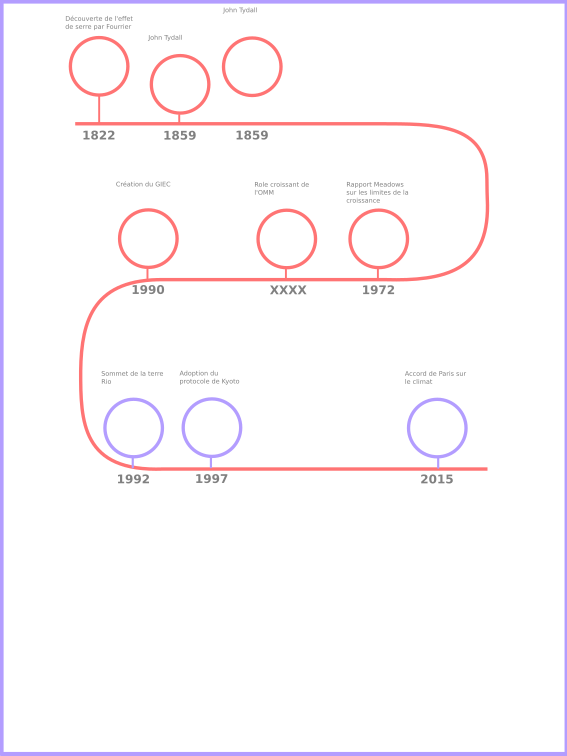 Découverte de l'effet
de serre par Fourrier
John Tydall
John Tydall
1822
1859
1859
Création du GIEC
Role croissant de
l'OMM
Rapport Meadows
sur les limites de la
croissance
1990
XXXX
1972
Sommet de la terre
Rio
Adoption du
protocole de Kyoto
Accord de Paris sur
le climat
1992
1997
2015